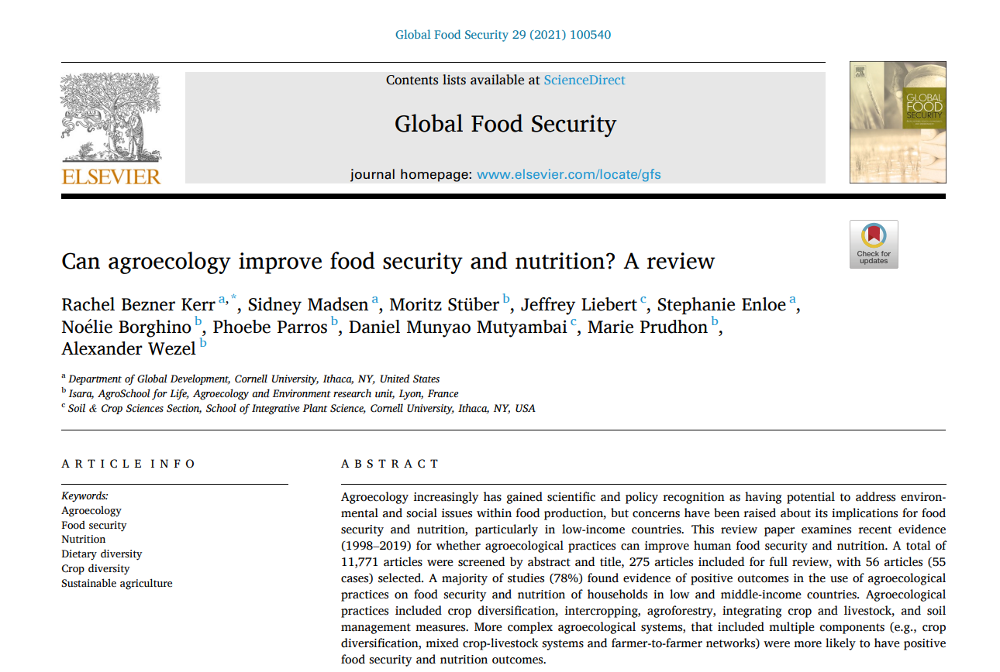 Global Food Security 29 (2021) 100540
Contents lists available at ScienceDirect
Global Food Security
journal homepage: www.elsevier.com/locate/gfs
NON SOLUS
ELSEVIER
GLOBAL
FOOD
SECURITY
Check for
updates
Can agroecology improve food security and nutrition? A review
Rachel Bezner Kerr a,*, Sidney Madsen a, Moritz Stüber b, Jeffrey Liebert c, Stephanie Enloe a,
Noélie Borghino b, Phoebe Parros b, Daniel Munyao Mutyambai c, Marie Prudhon b,
Alexander Wezel b
a Department of Global Development, Cornell University, Ithaca, NY, United States
b Isara, AgroSchool for Life, Agroecology and Environment research unit, Lyon, France
c Soil & Crop Sciences Section, School of Integrative Plant Science, Cornell University, Ithaca, NY, USA
ARTICLE INFO
Keywords:
Agroecology
Food security
Nutrition
Dietary diversity
Crop diversity
Sustainable agriculture
ABSTRACT
Agroecology increasingly has gained scientific and policy recognition as having potential to address environ-
mental and social issues within food production, but concerns have been raised about its implications for food
security and nutrition, particularly in low-income countries. This review paper examines recent evidence
(1998–2019) for whether agroecological practices can improve human food security and nutrition. A total of
11,771 articles were screened by abstract and title, 275 articles included for full review, with 56 articles (55
cases) selected. A majority of studies (78%) found evidence of positive outcomes in the use of agroecological
practices on food security and nutrition of households in low and middle-income countries. Agroecological
practices included crop diversification, intercropping, agroforestry, integrating crop and livestock, and soil
management measures. More complex agroecological systems, that included multiple components (e.g., crop
diversification, mixed crop-livestock systems and farmer-to-farmer networks) were more likely to have positive
food security and nutrition outcomes.